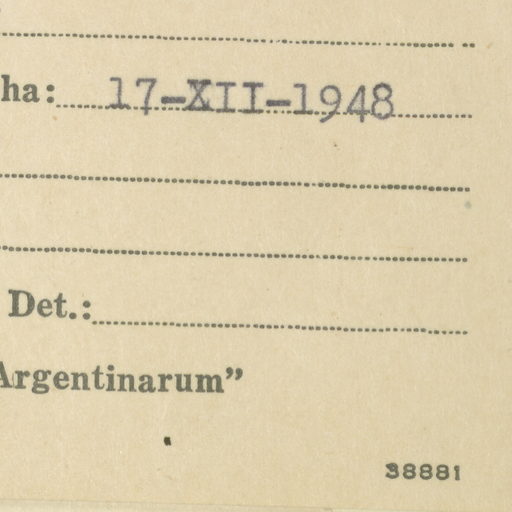 ha: 17-XII-1948
Det.:
Argentinarum”
38881